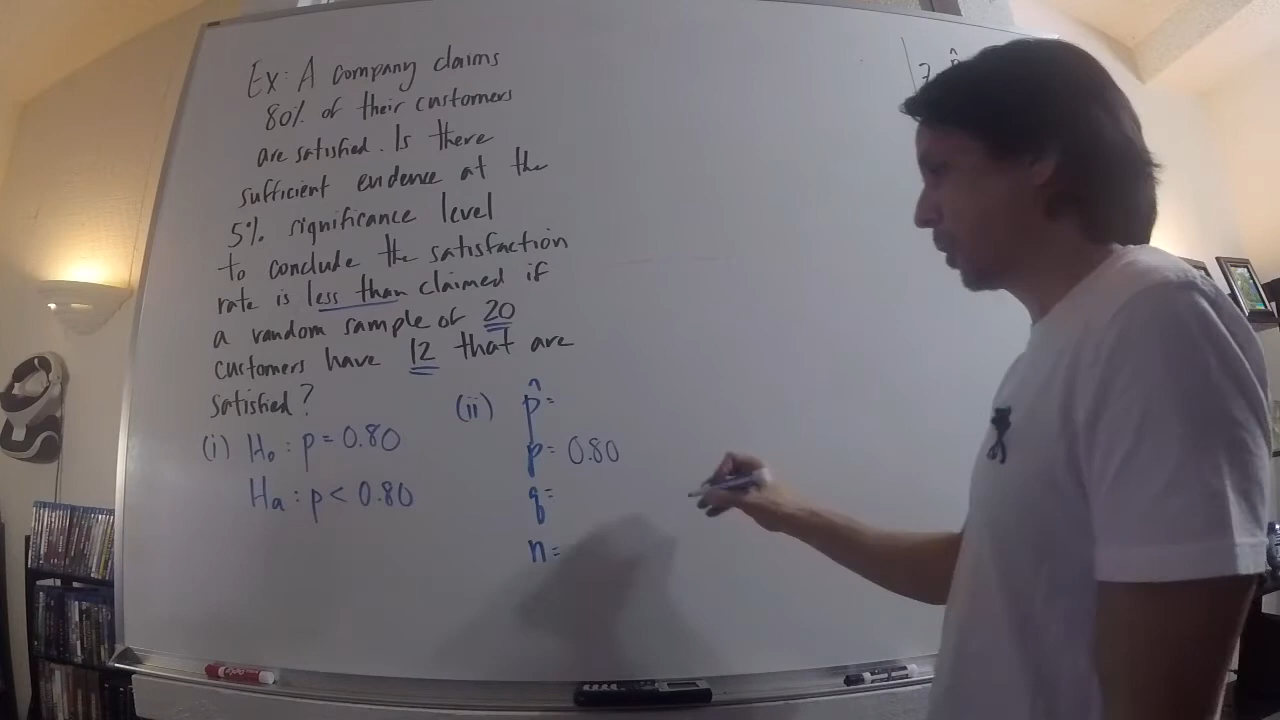 Ex: A company claims
80% of their customers
are satisfied. Is there
sufficient evidence at the
5% significance level
to conclude the satisfaction
rate is less than claimed if
a random sample of 20
customers have 12 that are
satisfied?
(i) H₀: p = 0.80
Ha: p < 0.80
(ii) p̂ =
p = 0.80
q =
n =
EXPO